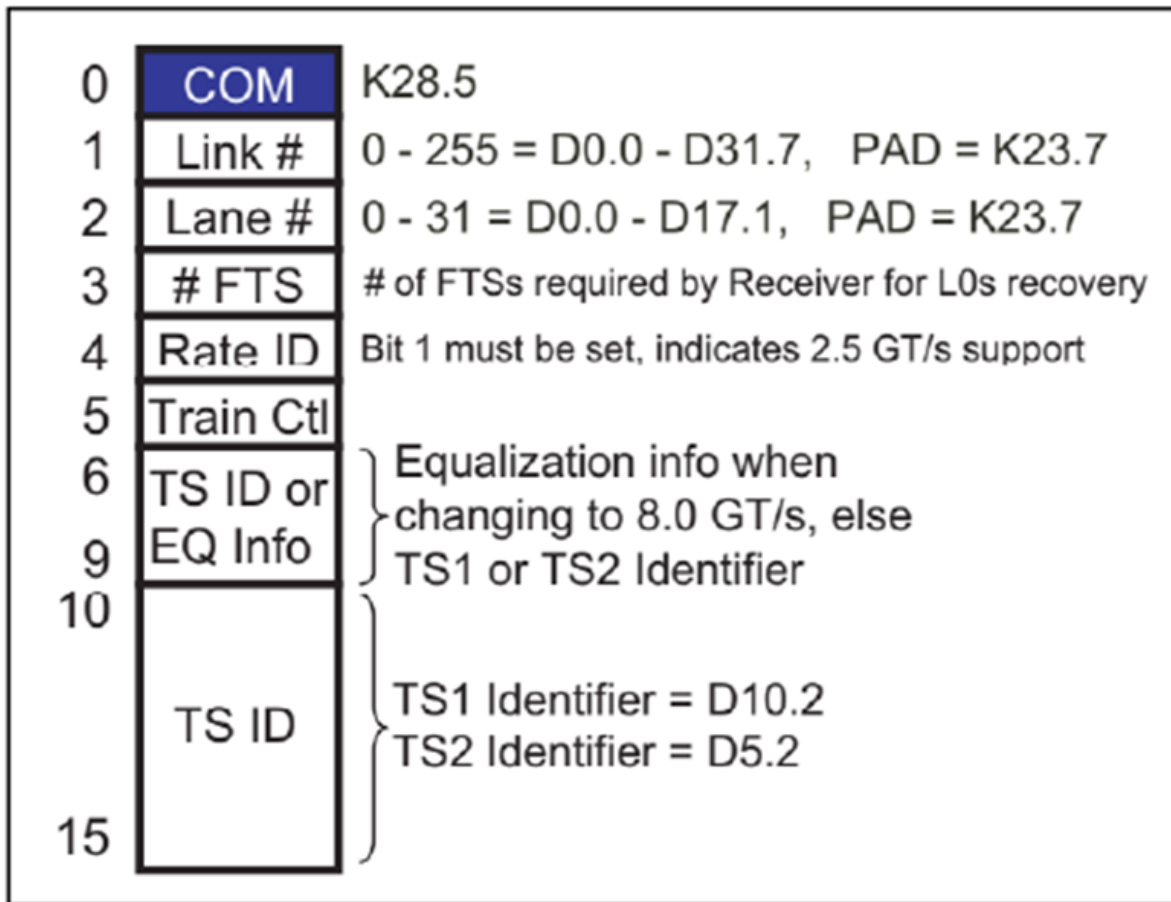 0 COM K28.5
1 Link # 0 - 255 = D0.0 - D31.7, PAD = K23.7
2 Lane # 0 - 31 = D0.0 - D17.1, PAD = K23.7
3 # FTS # of FTSs required by Receiver for L0s recovery
4 Rate ID Bit 1 must be set, indicates 2.5 GT/s support
5 Train Ctl
6 TS ID or
9 EQ Info
Equalization info when
changing to 8.0 GT/s, else
TS1 or TS2 Identifier
10
TS ID
15
TS1 Identifier = D10.2
TS2 Identifier = D5.2